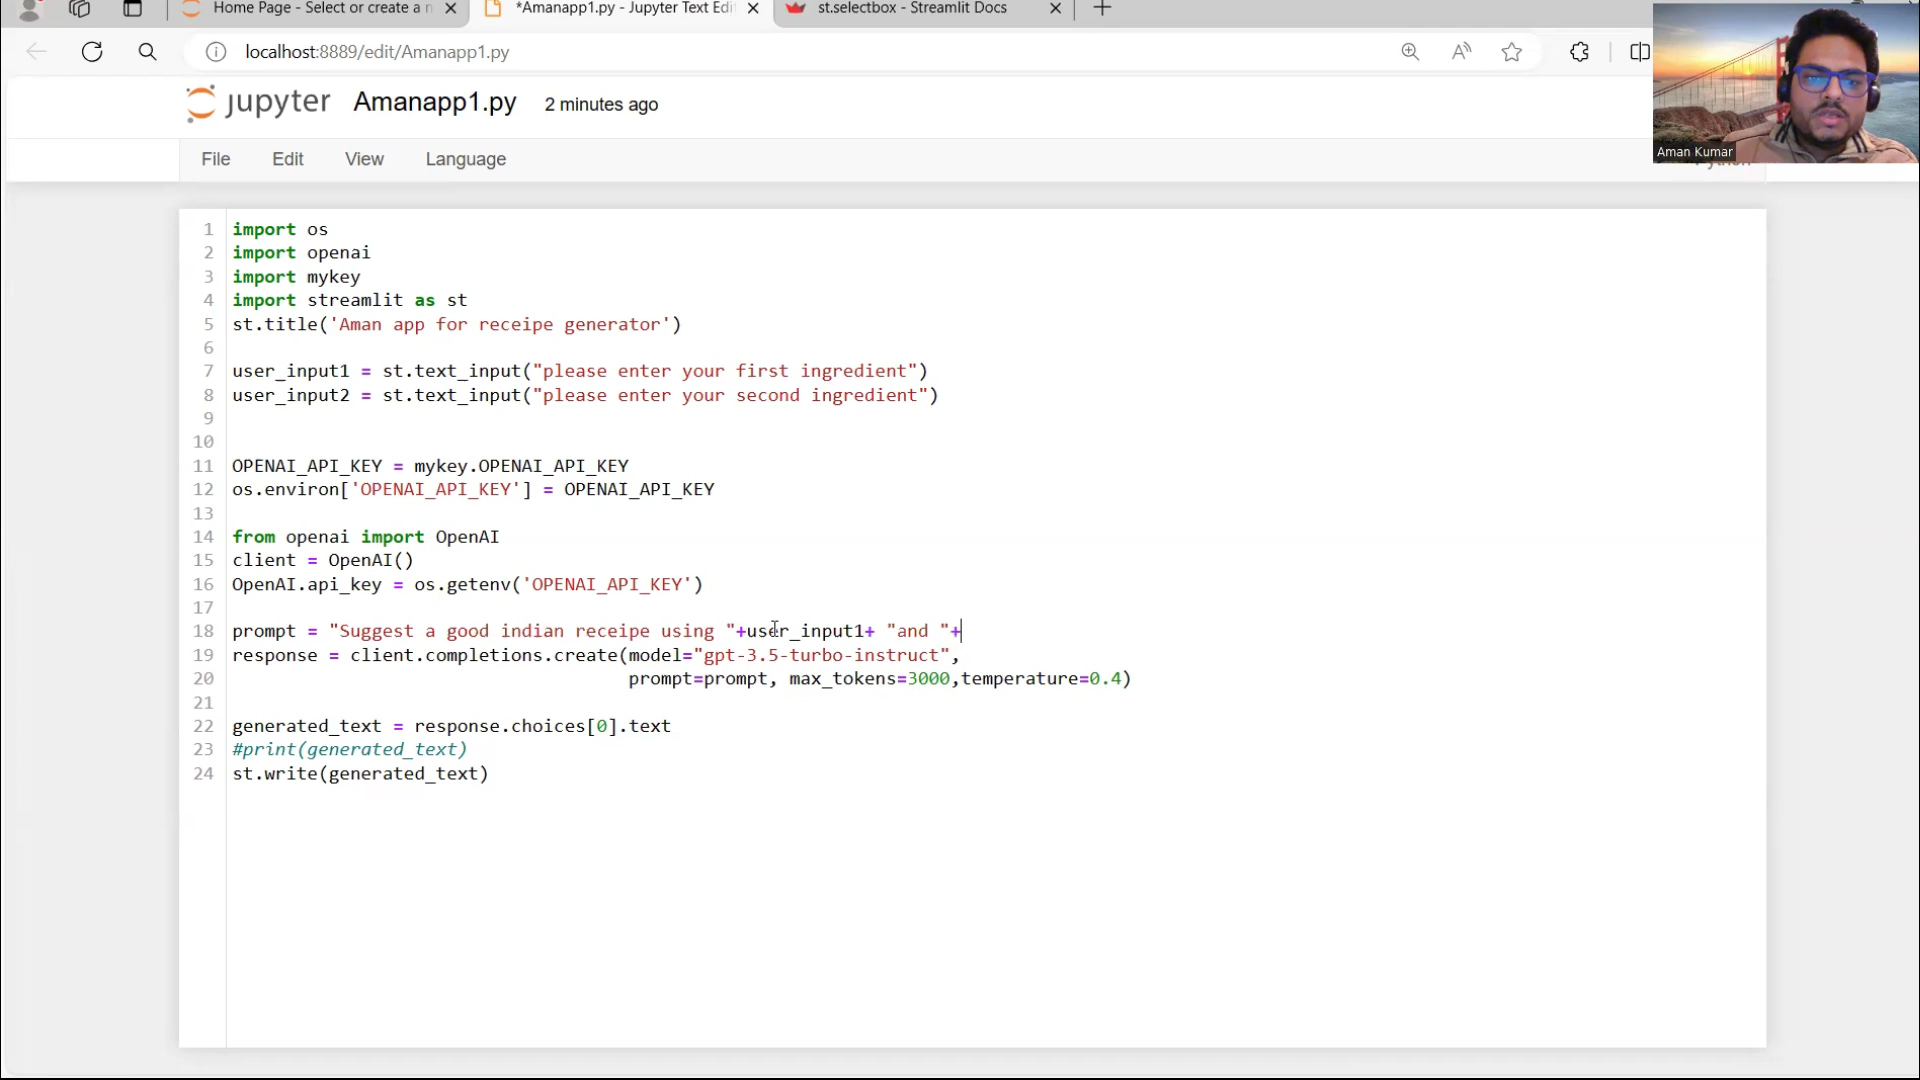 Home Page - Select or create a n
*Amanapp1.py - Jupyter Text Edi
st.selectbox - Streamlit Docs
localhost:8889/edit/Amanapp1.py
jupyter Amanapp1.py 2 minutes ago
Aman Kumar
File Edit View Language
1 import os
2 import openai
3 import mykey
4 import streamlit as st
5 st.title('Aman app for receipe generator')
6
7 user_input1 = st.text_input("please enter your first ingredient")
8 user_input2 = st.text_input("please enter your second ingredient")
9
10
11 OPENAI_API_KEY = mykey.OPENAI_API_KEY
12 os.environ['OPENAI_API_KEY'] = OPENAI_API_KEY
13
14 from openai import OpenAI
15 client = OpenAI()
16 OpenAI.api_key = os.getenv('OPENAI_API_KEY')
17
18 prompt = "Suggest a good indian receipe using "+user_input1+ "and "+
19 response = client.completions.create(model="gpt-3.5-turbo-instruct",
20 prompt=prompt, max_tokens=3000,temperature=0.4)
21
22 generated_text = response.choices[0].text
23 #print(generated_text)
24 st.write(generated_text)